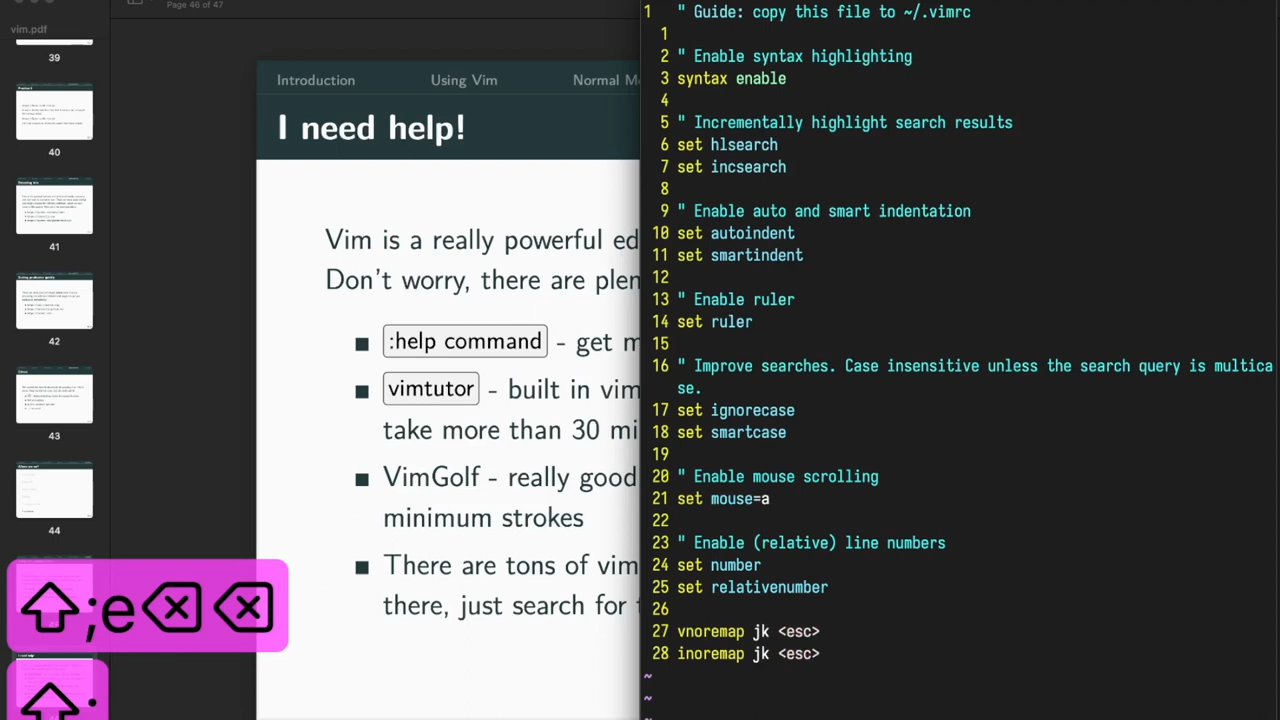 Page 46 of 47
vim.pdf
39
40
41
42
43
44
Introduction
Using Vim
Normal M
I need help!
Vim is a really powerful ed
Don't worry, there are plen
:help command - get m
vimtutor - built in vim
take more than 30 mi
VimGolf - really good
minimum strokes
There are tons of vim
there, just search for
;e
;
1 " Guide: copy this file to ~/.vimrc
1
2 " Enable syntax highlighting
3 syntax enable
4
5 " Incrementally highlight search results
6 set hlsearch
7 set incsearch
8
9 " Enable auto and smart indentation
10 set autoindent
11 set smartindent
12
13 " Enable ruler
14 set ruler
15
16 " Improve searches. Case insensitive unless the search query is multica
se.
17 set ignorecase
18 set smartcase
19
20 " Enable mouse scrolling
21 set mouse=a
22
23 " Enable (relative) line numbers
24 set number
25 set relativenumber
26
27 vnoremap jk <esc>
28 inoremap jk <esc>
~
~
~